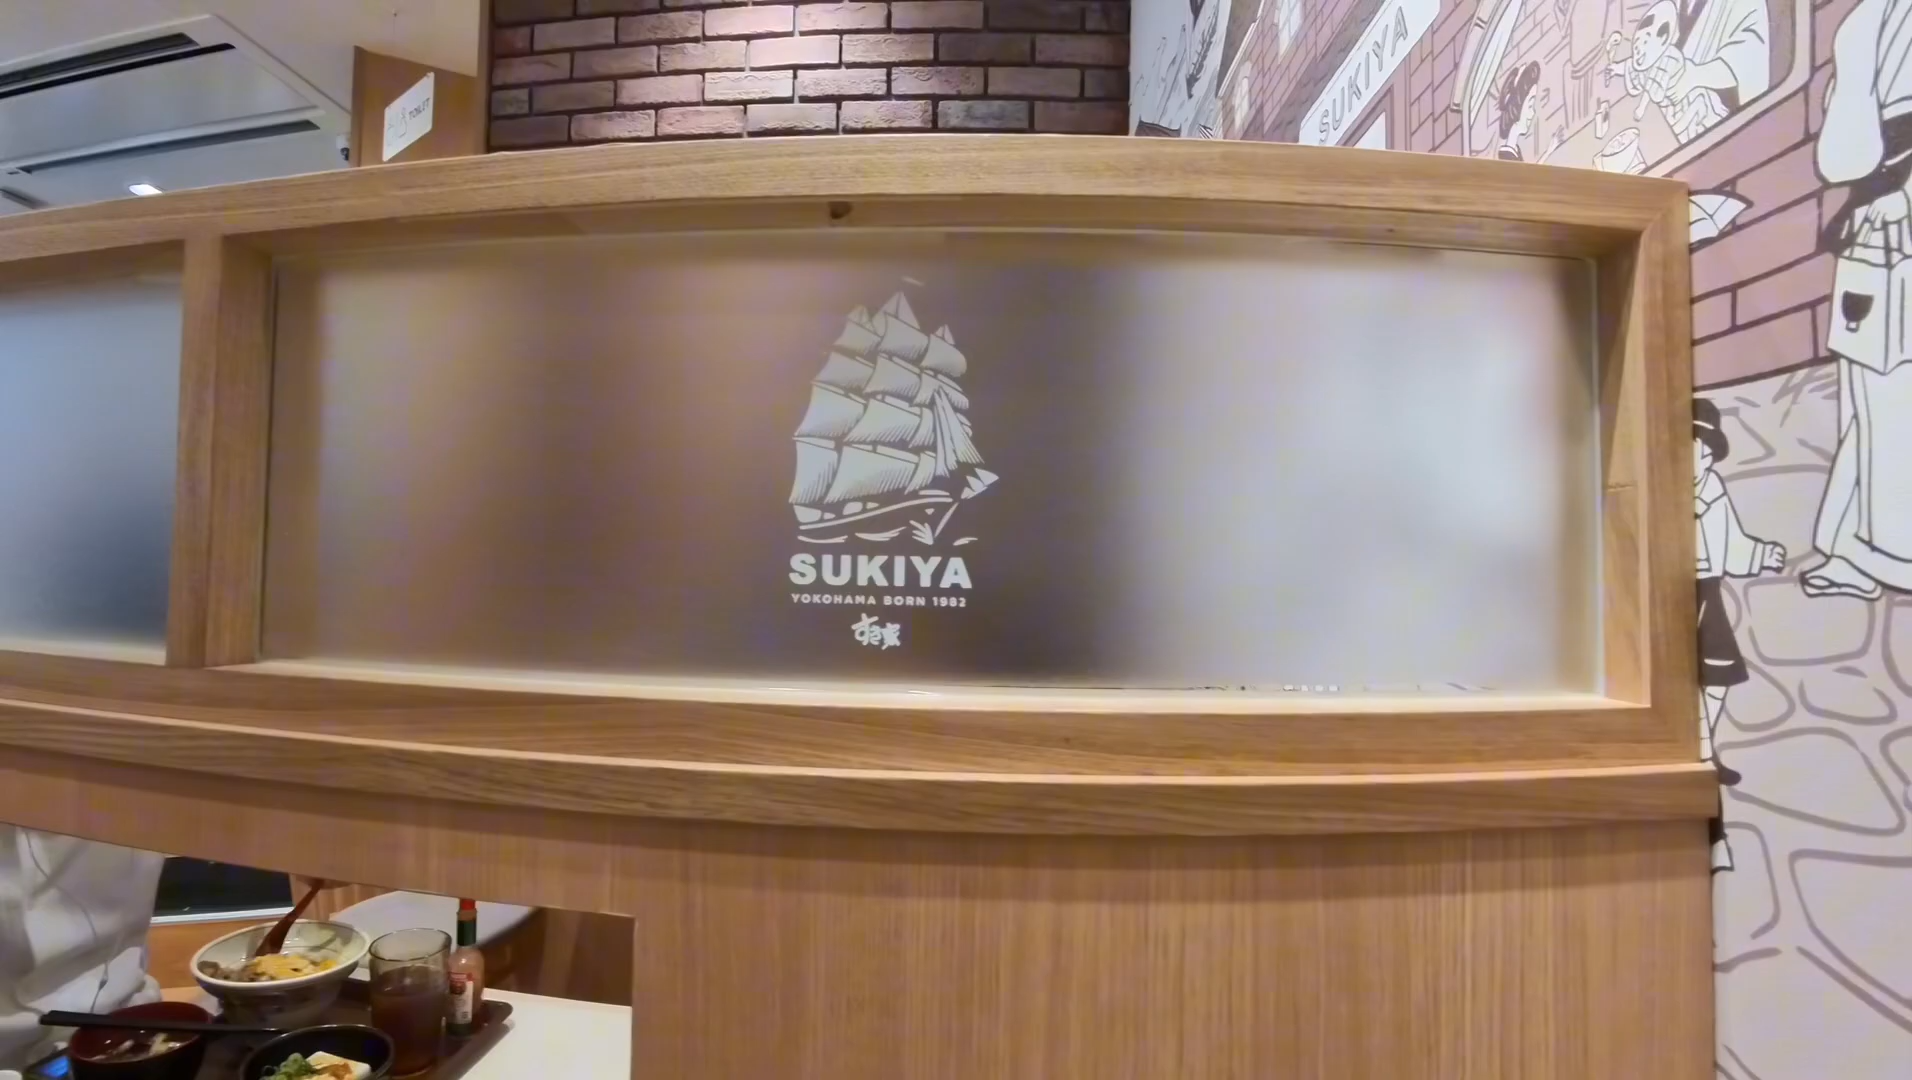 TOILET
SUKIYA
SUKIYA
YOKOHAMA BORN 1982
すき家